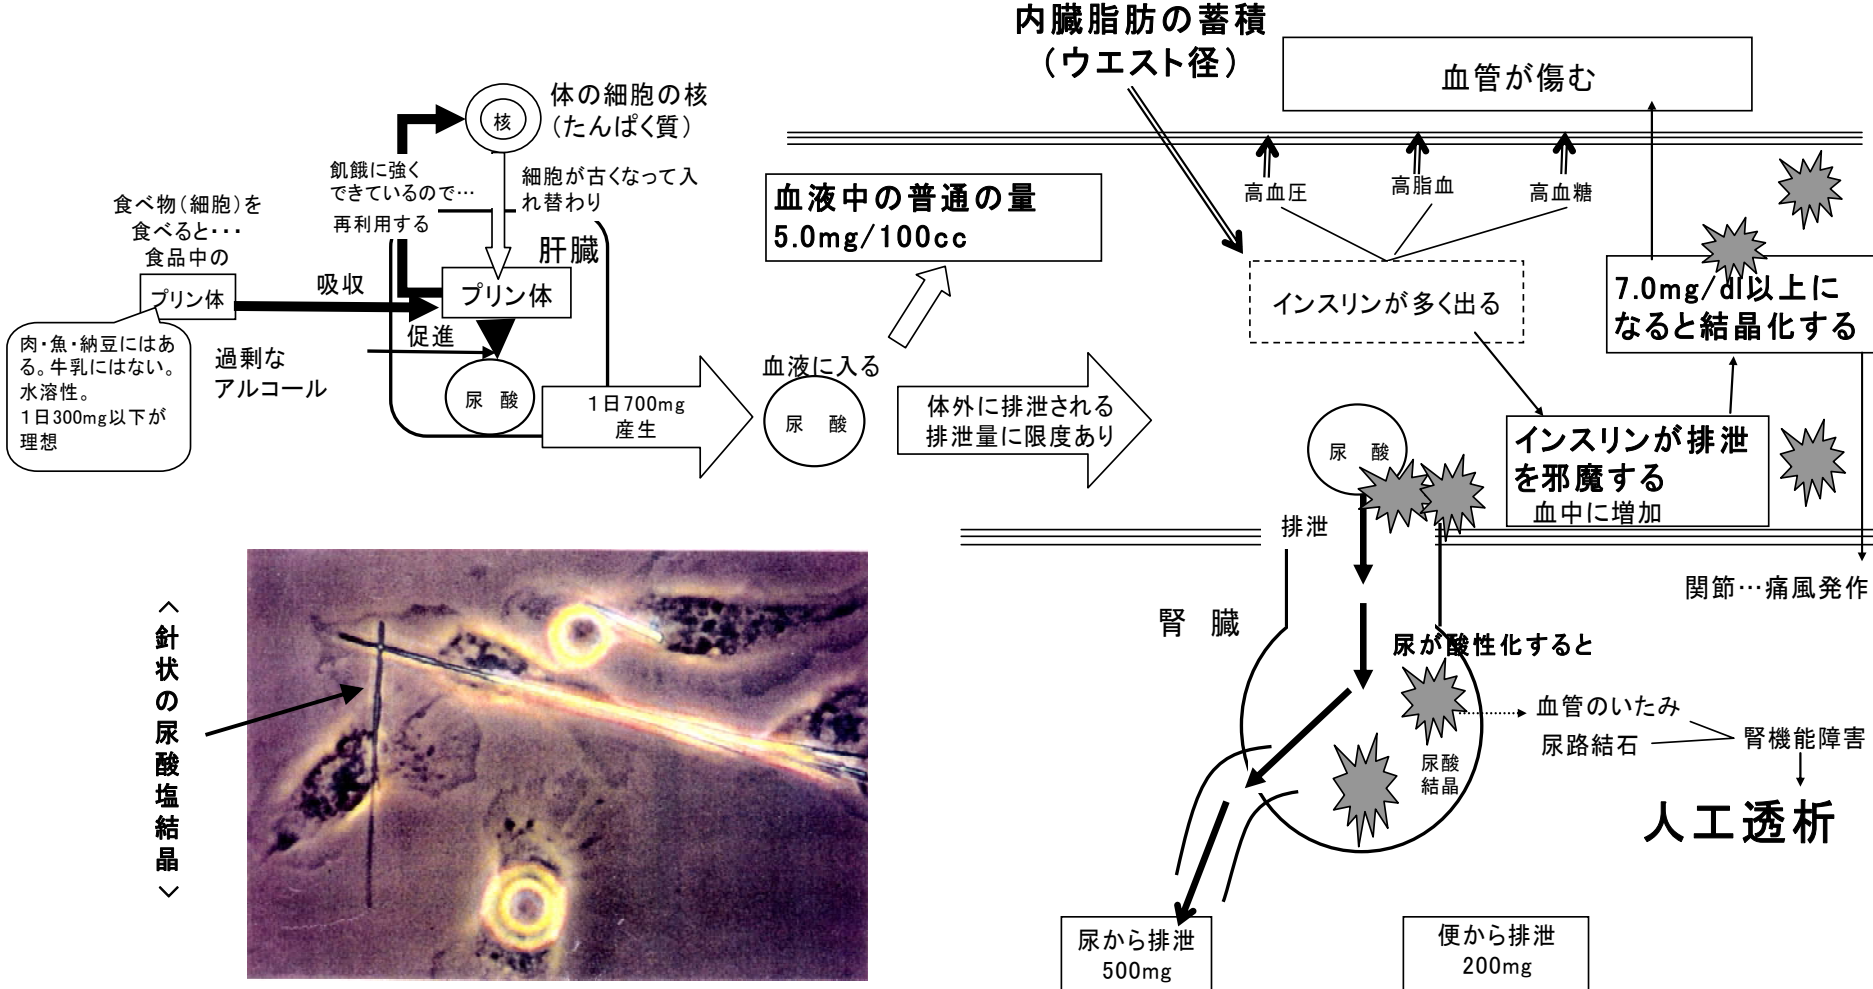 内臓脂肪の蓄積
(ウエスト径)
血管が傷む
核
体の細胞の核
(たんぱく質)
飢餓に強く
できているので…
再利用する
細胞が古くなって入
れ替わり
食べ物(細胞)を
食べると・・・
食品中の
プリン体
吸収
肝臓
プリン体
促進
過剰な
アルコール
肉・魚・納豆にはあ
る。牛乳にはない。
水溶性。
1日300mg以下が
理想
尿 酸
1日700mg
産生
血液中の普通の量
5.0mg/100cc
血液に入る
尿 酸
体外に排泄される
排泄量に限度あり
高血圧
高脂血
高血糖
インスリンが多く出る
7.0mg/dl以上に
なると結晶化する
インスリンが排泄
を邪魔する
血中に増加
尿 酸
排泄
関節…痛風発作
腎 臓
尿が酸性化すると
尿酸
結晶
血管のいたみ
尿路結石
腎機能障害
人工透析
尿から排泄
500mg
便から排泄
200mg
<針状の尿酸塩結晶>